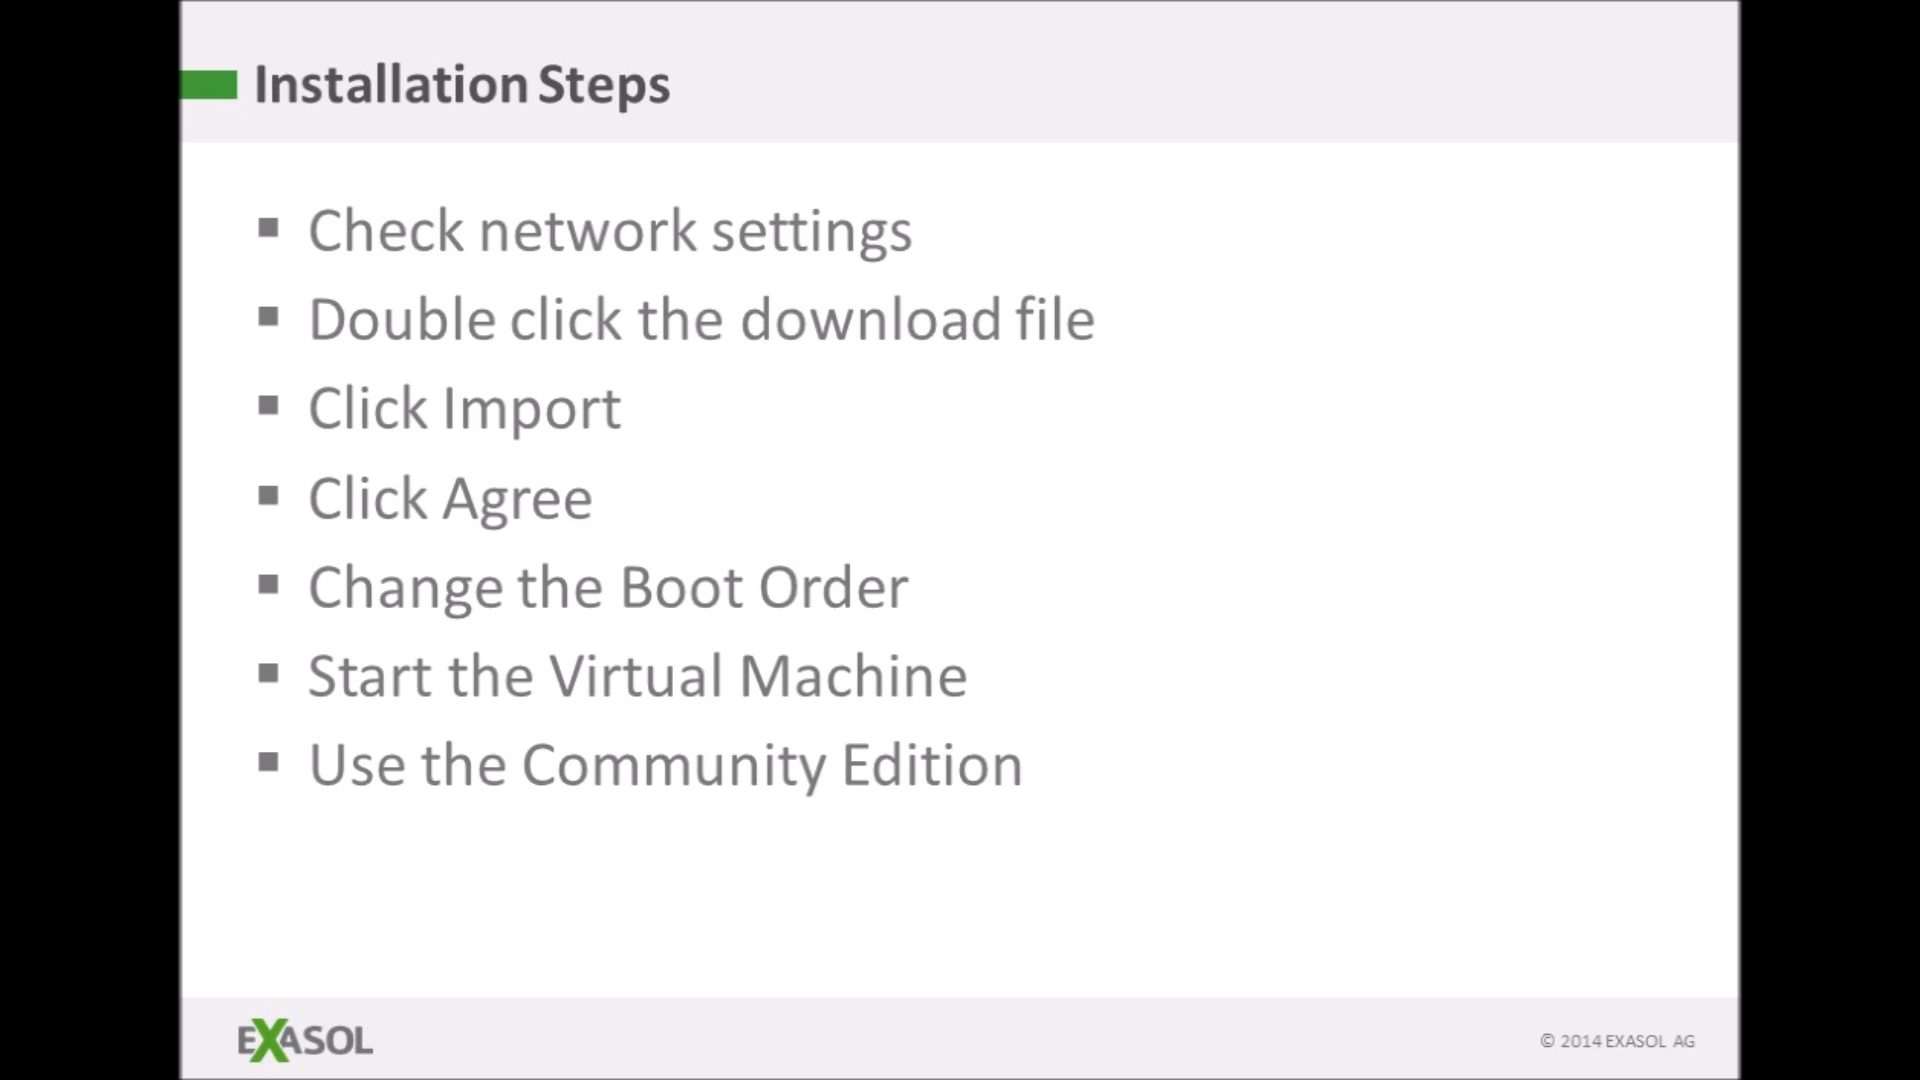 Installation Steps
Check network settings
Double click the download file
Click Import
Click Agree
Change the Boot Order
Start the Virtual Machine
Use the Community Edition
EXASOL
© 2014 EXASOL AG